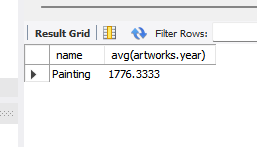 Result Grid Filter Rows:
name avg(artworks.year)
Painting 1776.3333